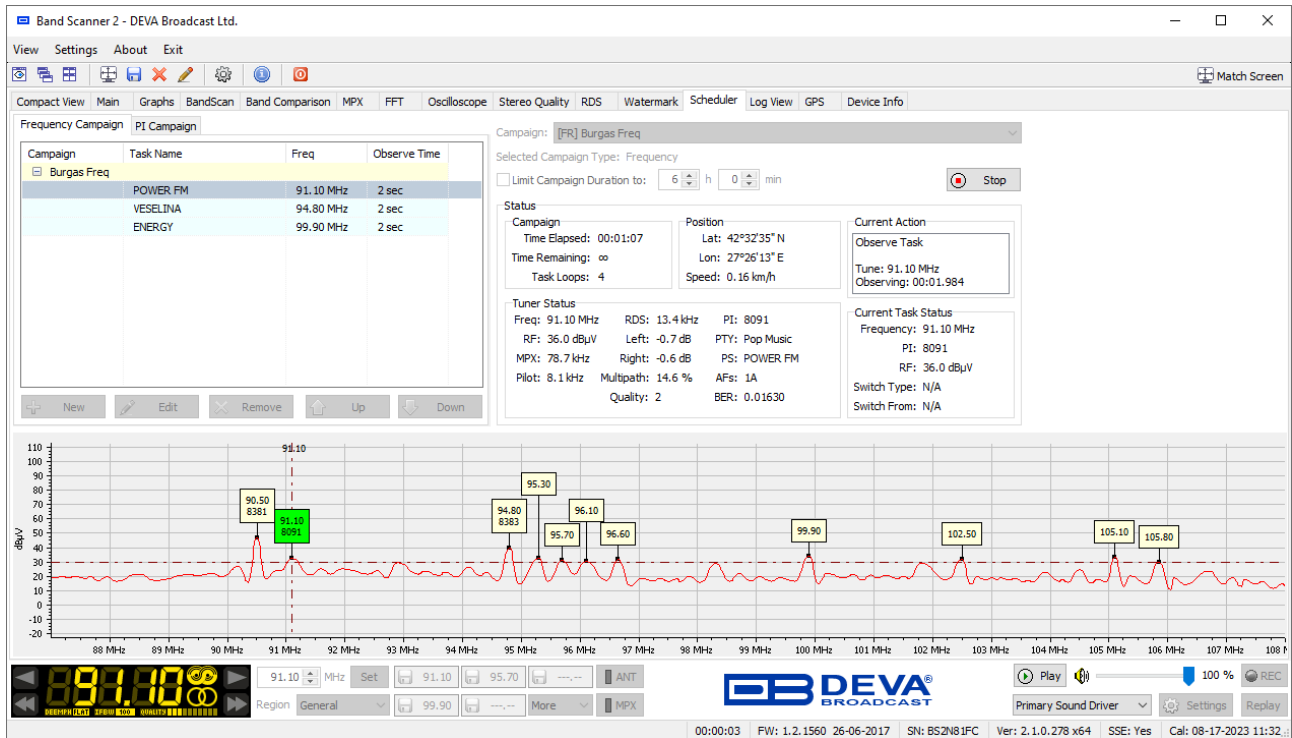 Band Scanner 2 - DEVA Broadcast Ltd.
View Settings About Exit
Match Screen
Compact View Main Graphs BandScan Band Comparison MPX FFT Oscilloscope Stereo Quality RDS Watermark Scheduler Log View GPS Device Info
Frequency Campaign PI Campaign
Campaign Task Name Freq Observe Time
Burgas Freq
POWER FM 91.10 MHz 2 sec
VESELINA 94.80 MHz 2 sec
ENERGY 99.90 MHz 2 sec
New Edit Remove Up Down
Campaign: [FR] Burgas Freq
Selected Campaign Type: Frequency
Limit Campaign Duration to: 6 h 0 min
Stop
Status
Campaign
Time Elapsed: 00:01:07
Time Remaining: ∞
Task Loops: 4
Position
Lat: 42°32'35" N
Lon: 27°26'13" E
Speed: 0.16 km/h
Current Action
Observe Task
Tune: 91.10 MHz
Observing: 00:01.984
Tuner Status
Freq: 91.10 MHz RDS: 13.4 kHz PI: 8091
RF: 36.0 dBµV Left: -0.7 dB PTY: Pop Music
MPX: 78.7 kHz Right: -0.6 dB PS: POWER FM
Pilot: 8.1 kHz Multipath: 14.6 % AFs: 1A
Quality: 2 BER: 0.01630
Current Task Status
Frequency: 91.10 MHz
PI: 8091
RF: 36.0 dBµV
Switch Type: N/A
Switch From: N/A
110
100
90
80
70
60
50
40
30
20
10
0
-10
-20
dBµV
91.10
90.50
8381
91.10
8091
94.80
8383
95.30
95.70
96.10
96.60
99.90
102.50
105.10
105.80
88 MHz 89 MHz 90 MHz 91 MHz 92 MHz 93 MHz 94 MHz 95 MHz 96 MHz 97 MHz 98 MHz 99 MHz 100 MHz 101 MHz 102 MHz 103 MHz 104 MHz 105 MHz 106 MHz 107 MHz 108 M
91.10
DEEMPH FLAT IFBW 100 QUALITY
91.10 MHz Set 91.10 95.70 ---.-- ANT
Region General 99.90 ---.-- More MPX
DEVA®
BROADCAST
Play 100 % REC
Primary Sound Driver Settings Replay
00:00:03 FW: 1.2.1560 26-06-2017 SN: BS2N81FC Ver: 2.1.0.278 x64 SSE: Yes Cal: 08-17-2023 11:32